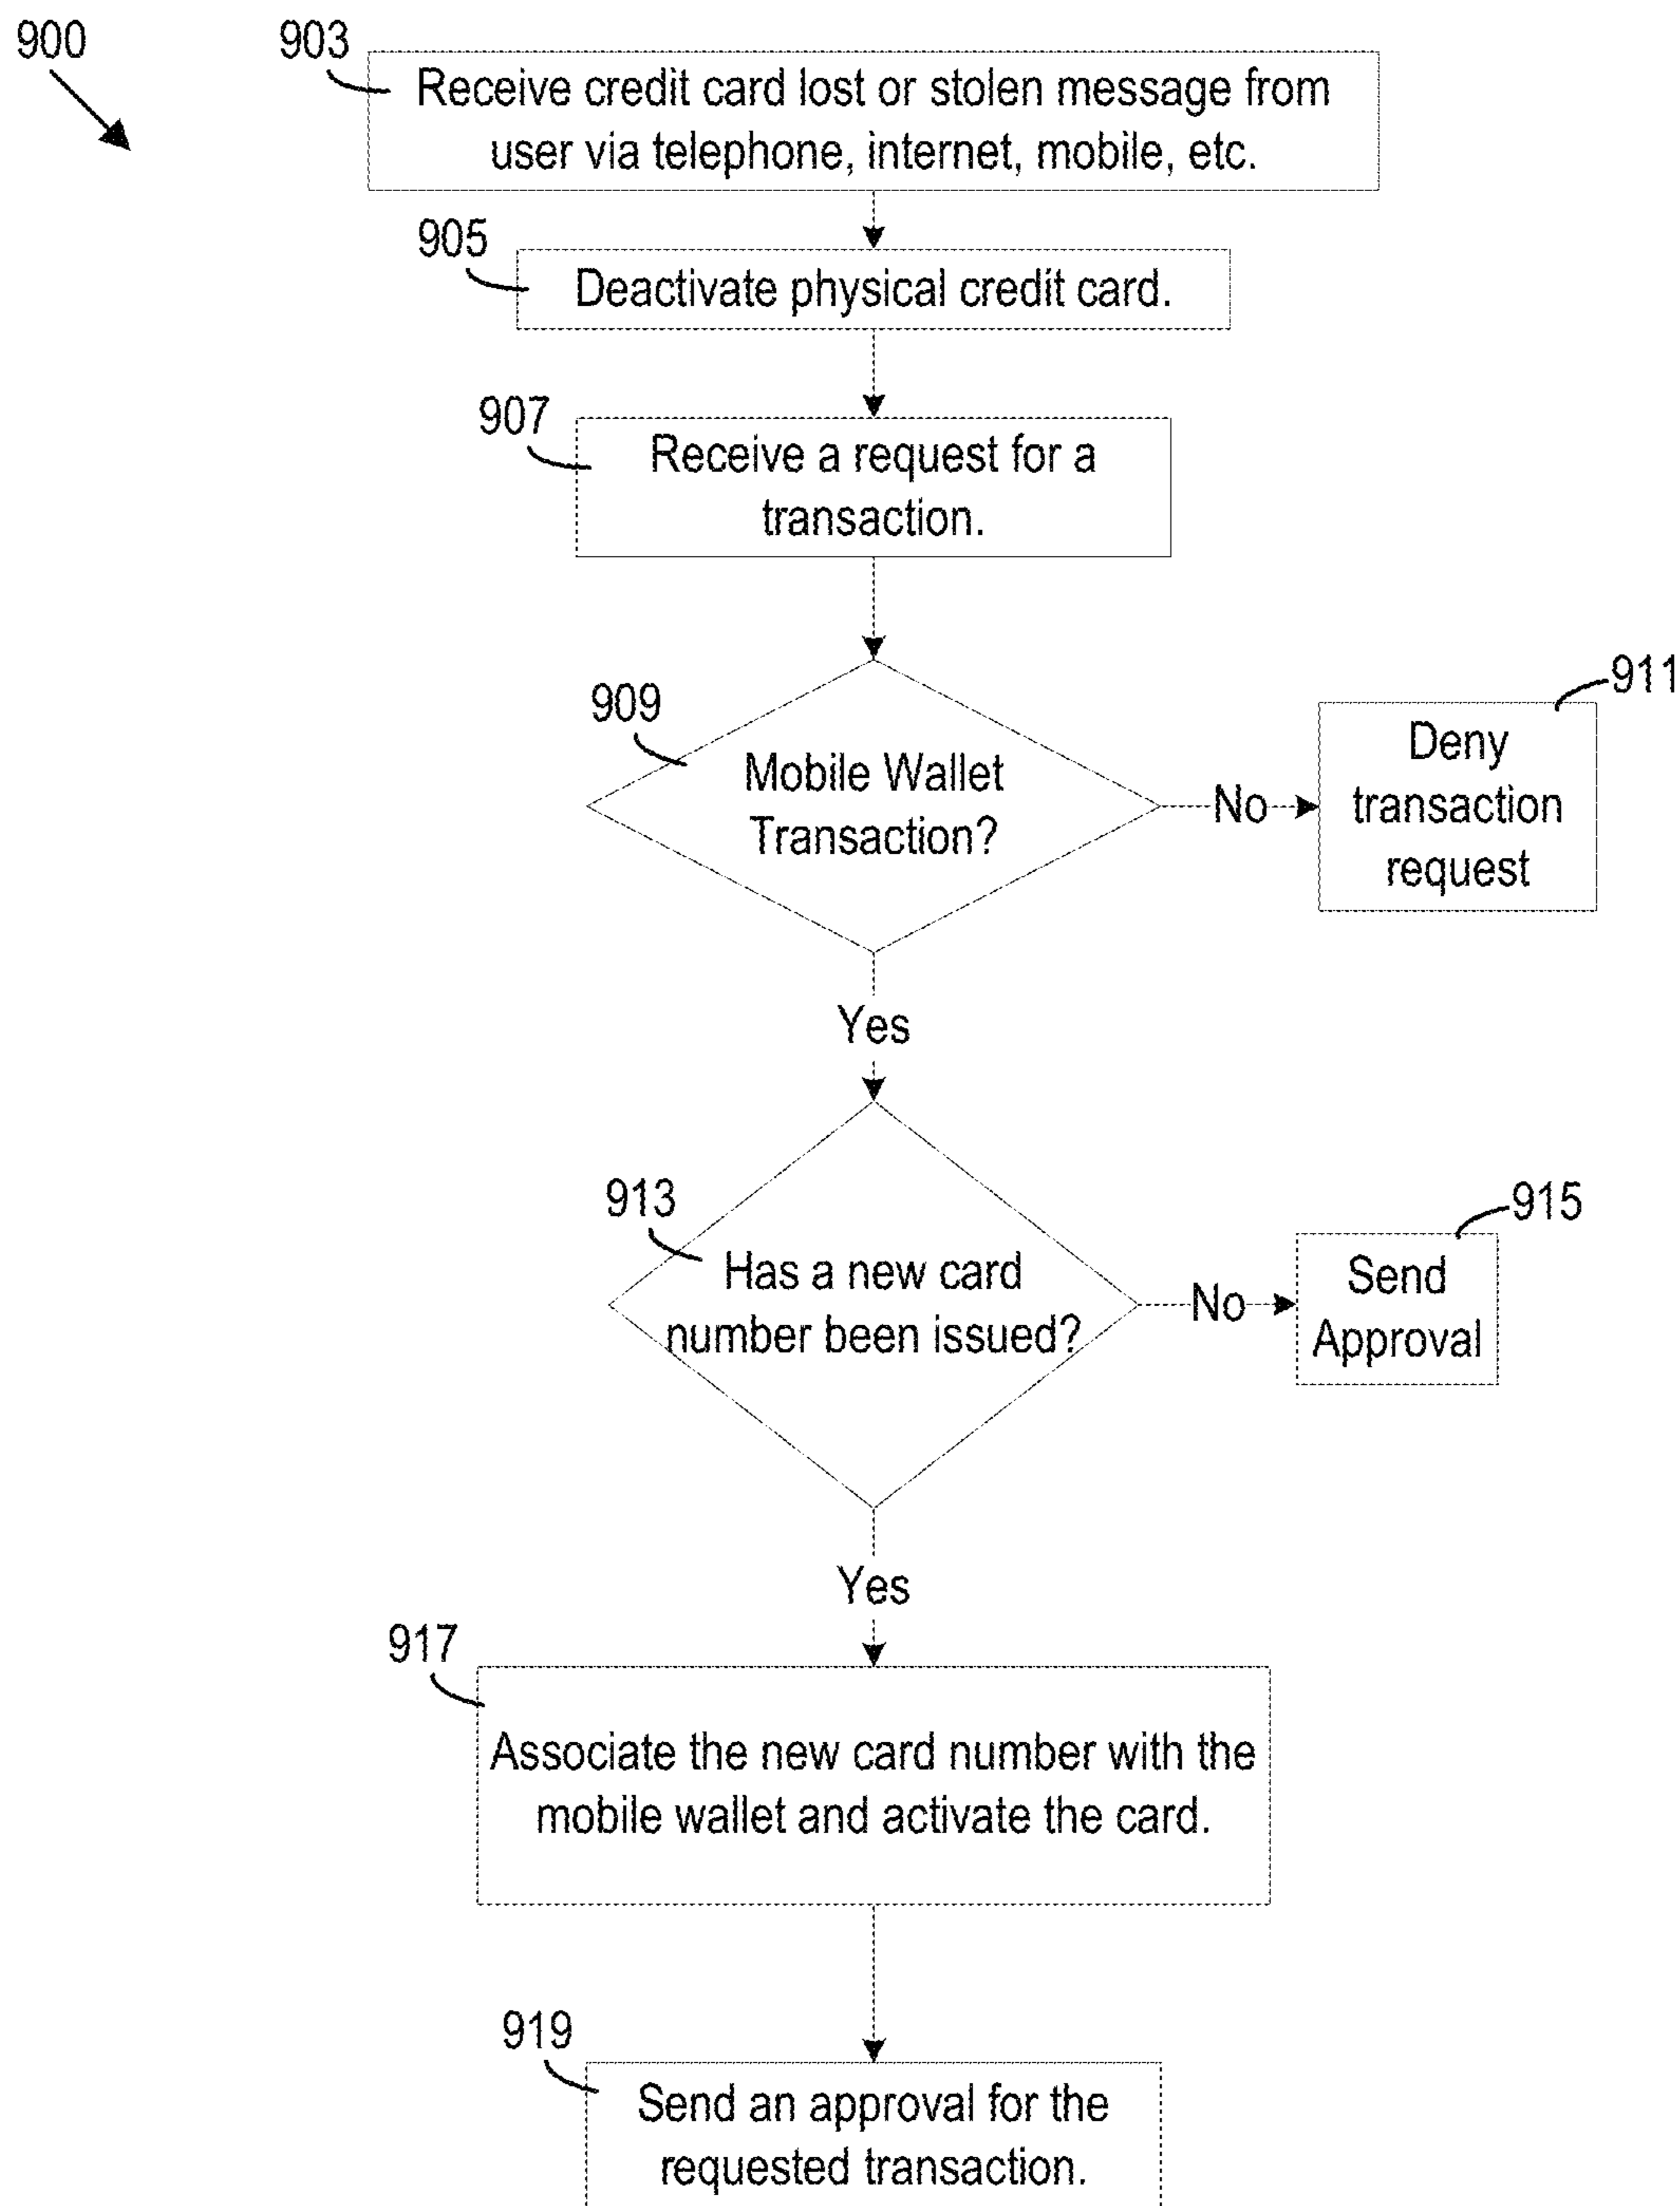 900
903
Receive credit card lost or stolen message from
user via telephone, internet, mobile, etc.
905
Deactivate physical credit card.
907
Receive a request for a
transaction.
909
Mobile Wallet
Transaction?
No
911
Deny
transaction
request
Yes
913
Has a new card
number been issued?
No
915
Send
Approval
Yes
917
Associate the new card number with the
mobile wallet and activate the card.
919
Send an approval for the
requested transaction.